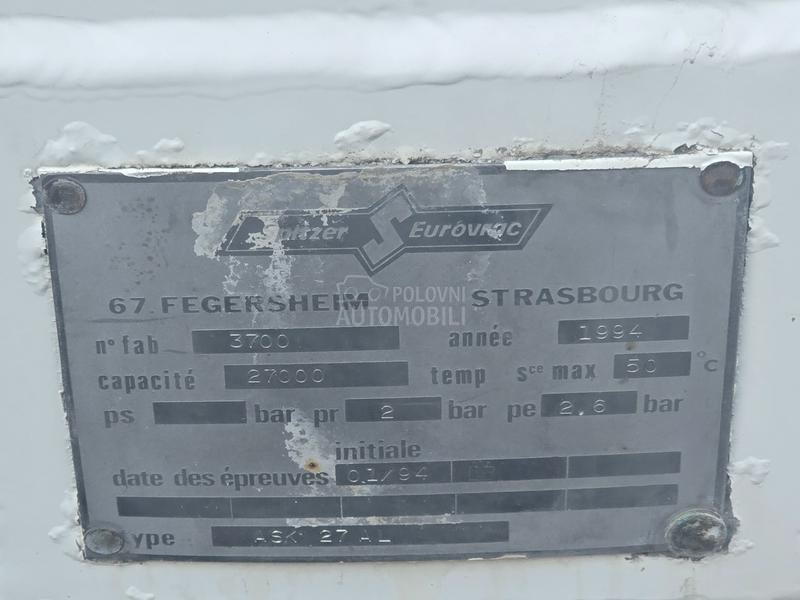 Spitzer S Eurovrac
67 FEGERSHEIM STRASBOURG
POLOVNI
AUTOMOBILI
n° fab 3700 année 1994
capacité 27000 temp sce max 50 °C
ps bar pr 2 bar pe 2.6 bar
initiale
date des épreuves 01/94
type ASK 27 AL